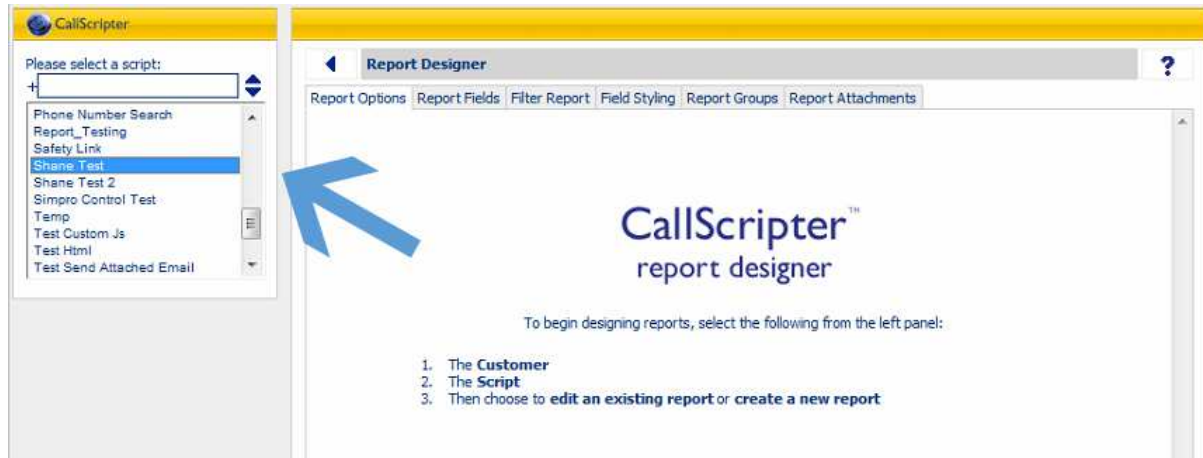 CallScripter
Please select a script:
+
Phone Number Search
Report_Testing
Safety Link
Shane Test
Shane Test 2
Simpro Control Test
Temp
Test Custom Js
Test Html
Test Send Attached Email
Report Designer ?
Report Options Report Fields Filter Report Field Styling Report Groups Report Attachments
CallScripter™
report designer
To begin designing reports, select the following from the left panel:
1. The Customer
2. The Script
3. Then choose to edit an existing report or create a new report